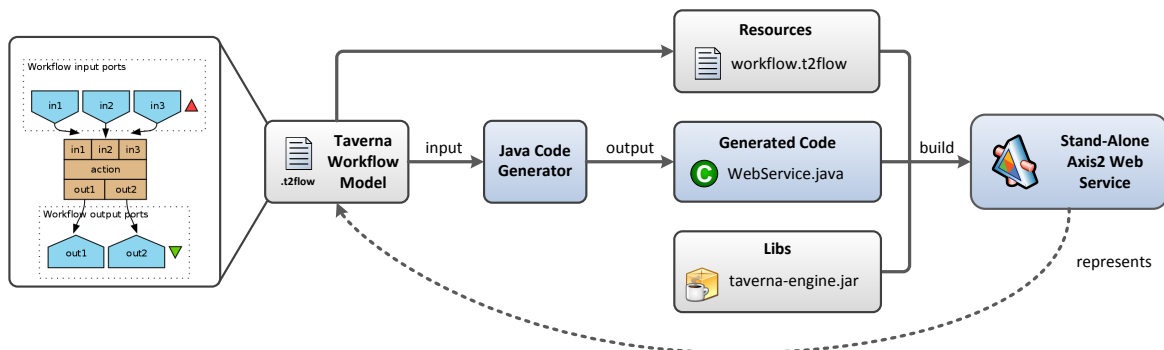 Workflow input ports
in1
in2
in3
in1
in2
in3
action
out1
out2
Workflow output ports
out1
out2
Taverna
Workflow
Model
.t2flow
input
Java Code
Generator
output
Resources
workflow.t2flow
Generated Code
C
WebService.java
Libs
taverna-engine.jar
build
Stand-Alone
Axis2 Web
Service
represents